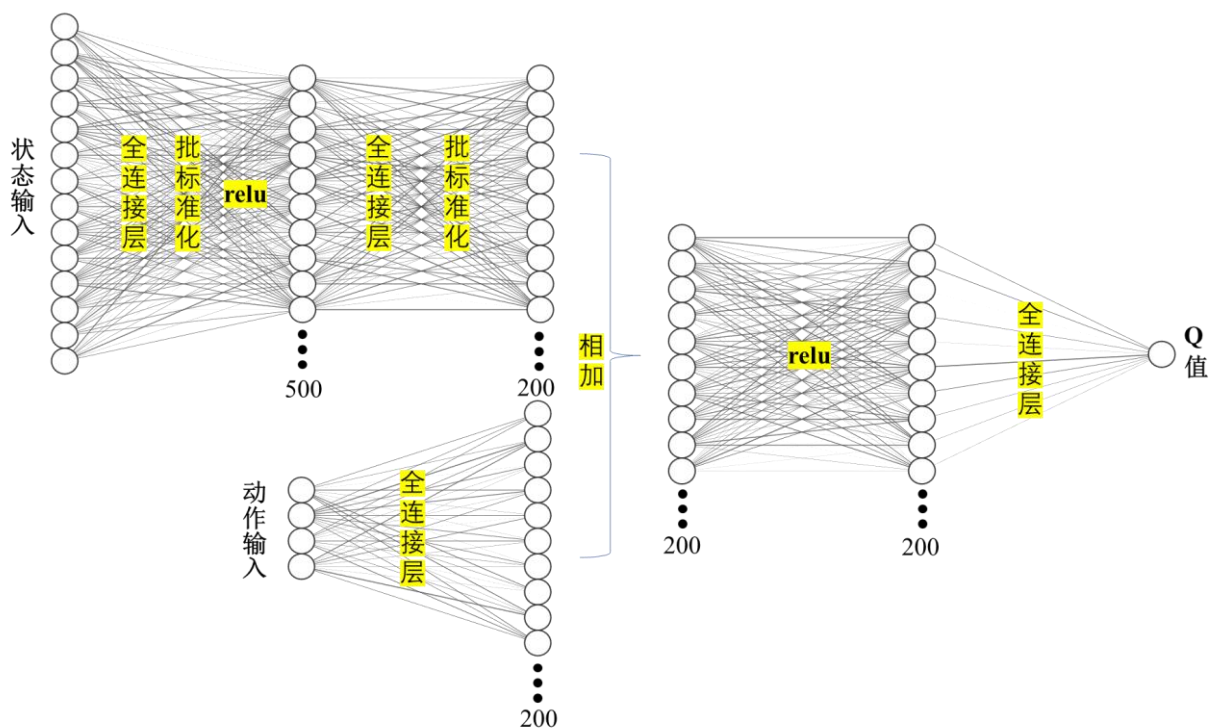 状态输入
全连接层
批标准化
relu
500
全连接层
批标准化
200
动作输入
全连接层
200
相加
200
relu
200
全连接层
Q
值